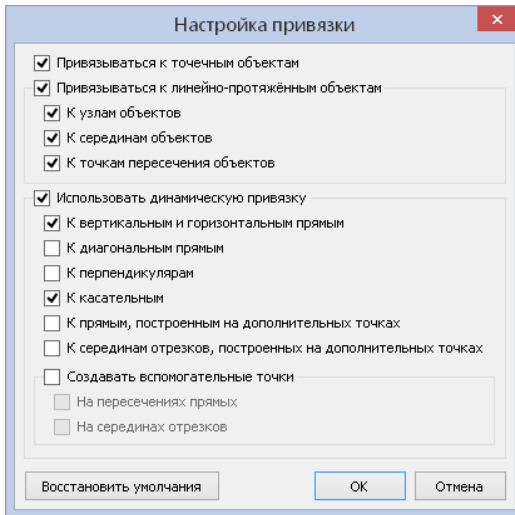 Настройка привязки
Привязываться к точечным объектам
Привязываться к линейно-протяжённым объектам
К узлам объектов
К серединам объектов
К точкам пересечения объектов
Использовать динамическую привязку
К вертикальным и горизонтальным прямым
К диагональным прямым
К перпендикулярам
К касательным
К прямым, построенным на дополнительных точках
К серединам отрезков, построенных на дополнительных точках
Создавать вспомогательные точки
На пересечениях прямых
На серединах отрезков
Восстановить умолчания
ОК
Отмена